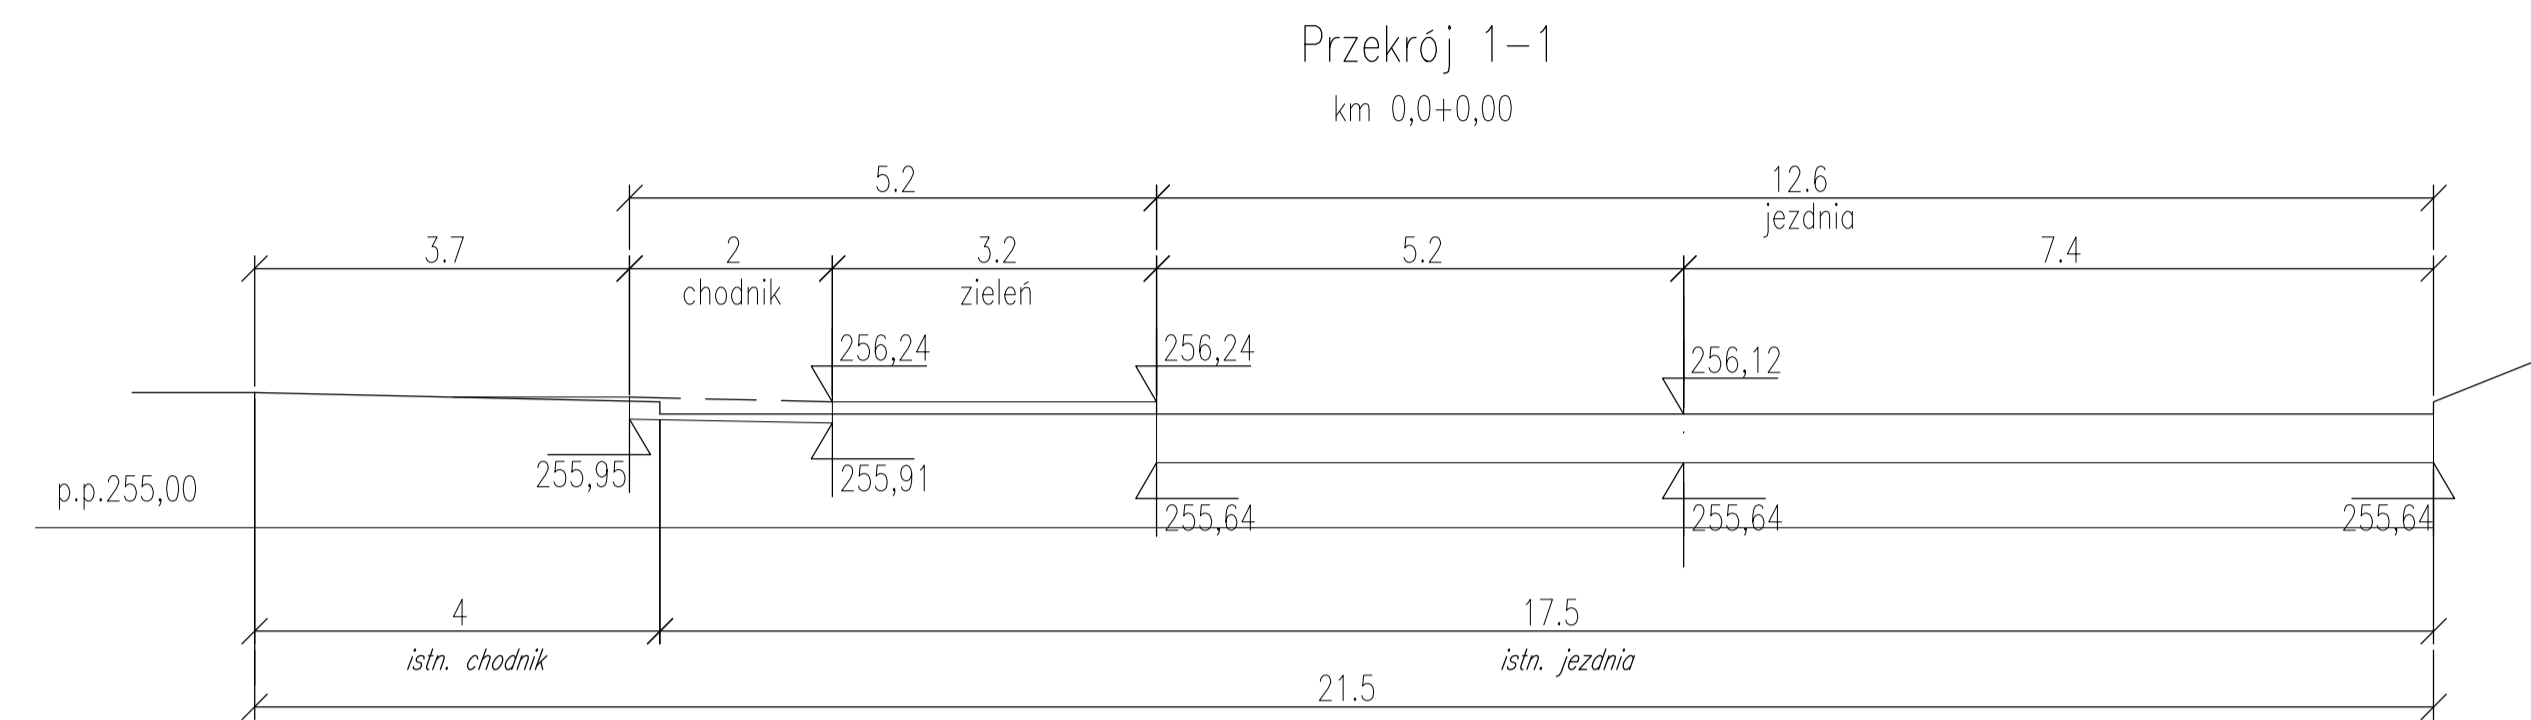 Przekrój 1-1
km 0,0+0,00
5.2
12.6
jezdnia
3.7
2
3.2
5.2
7.4
chodnik
zieleń
256,24
256,24
256,12
255,95
255,91
p.p.255,00
255,64
255,64
255,64
4
17.5
istn. chodnik
istn. jezdnia
21.5